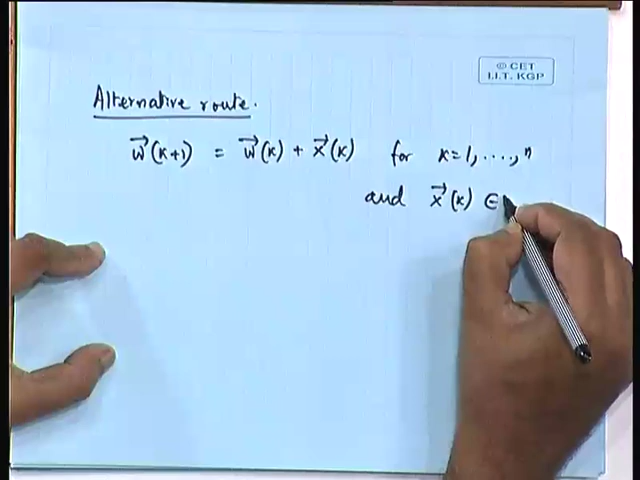 © CET
I.I.T. KGP
Alternative route.
w⃗(k+1) = w⃗(k) + x⃗(k) for k=1,....,n
and x⃗(k) ∈